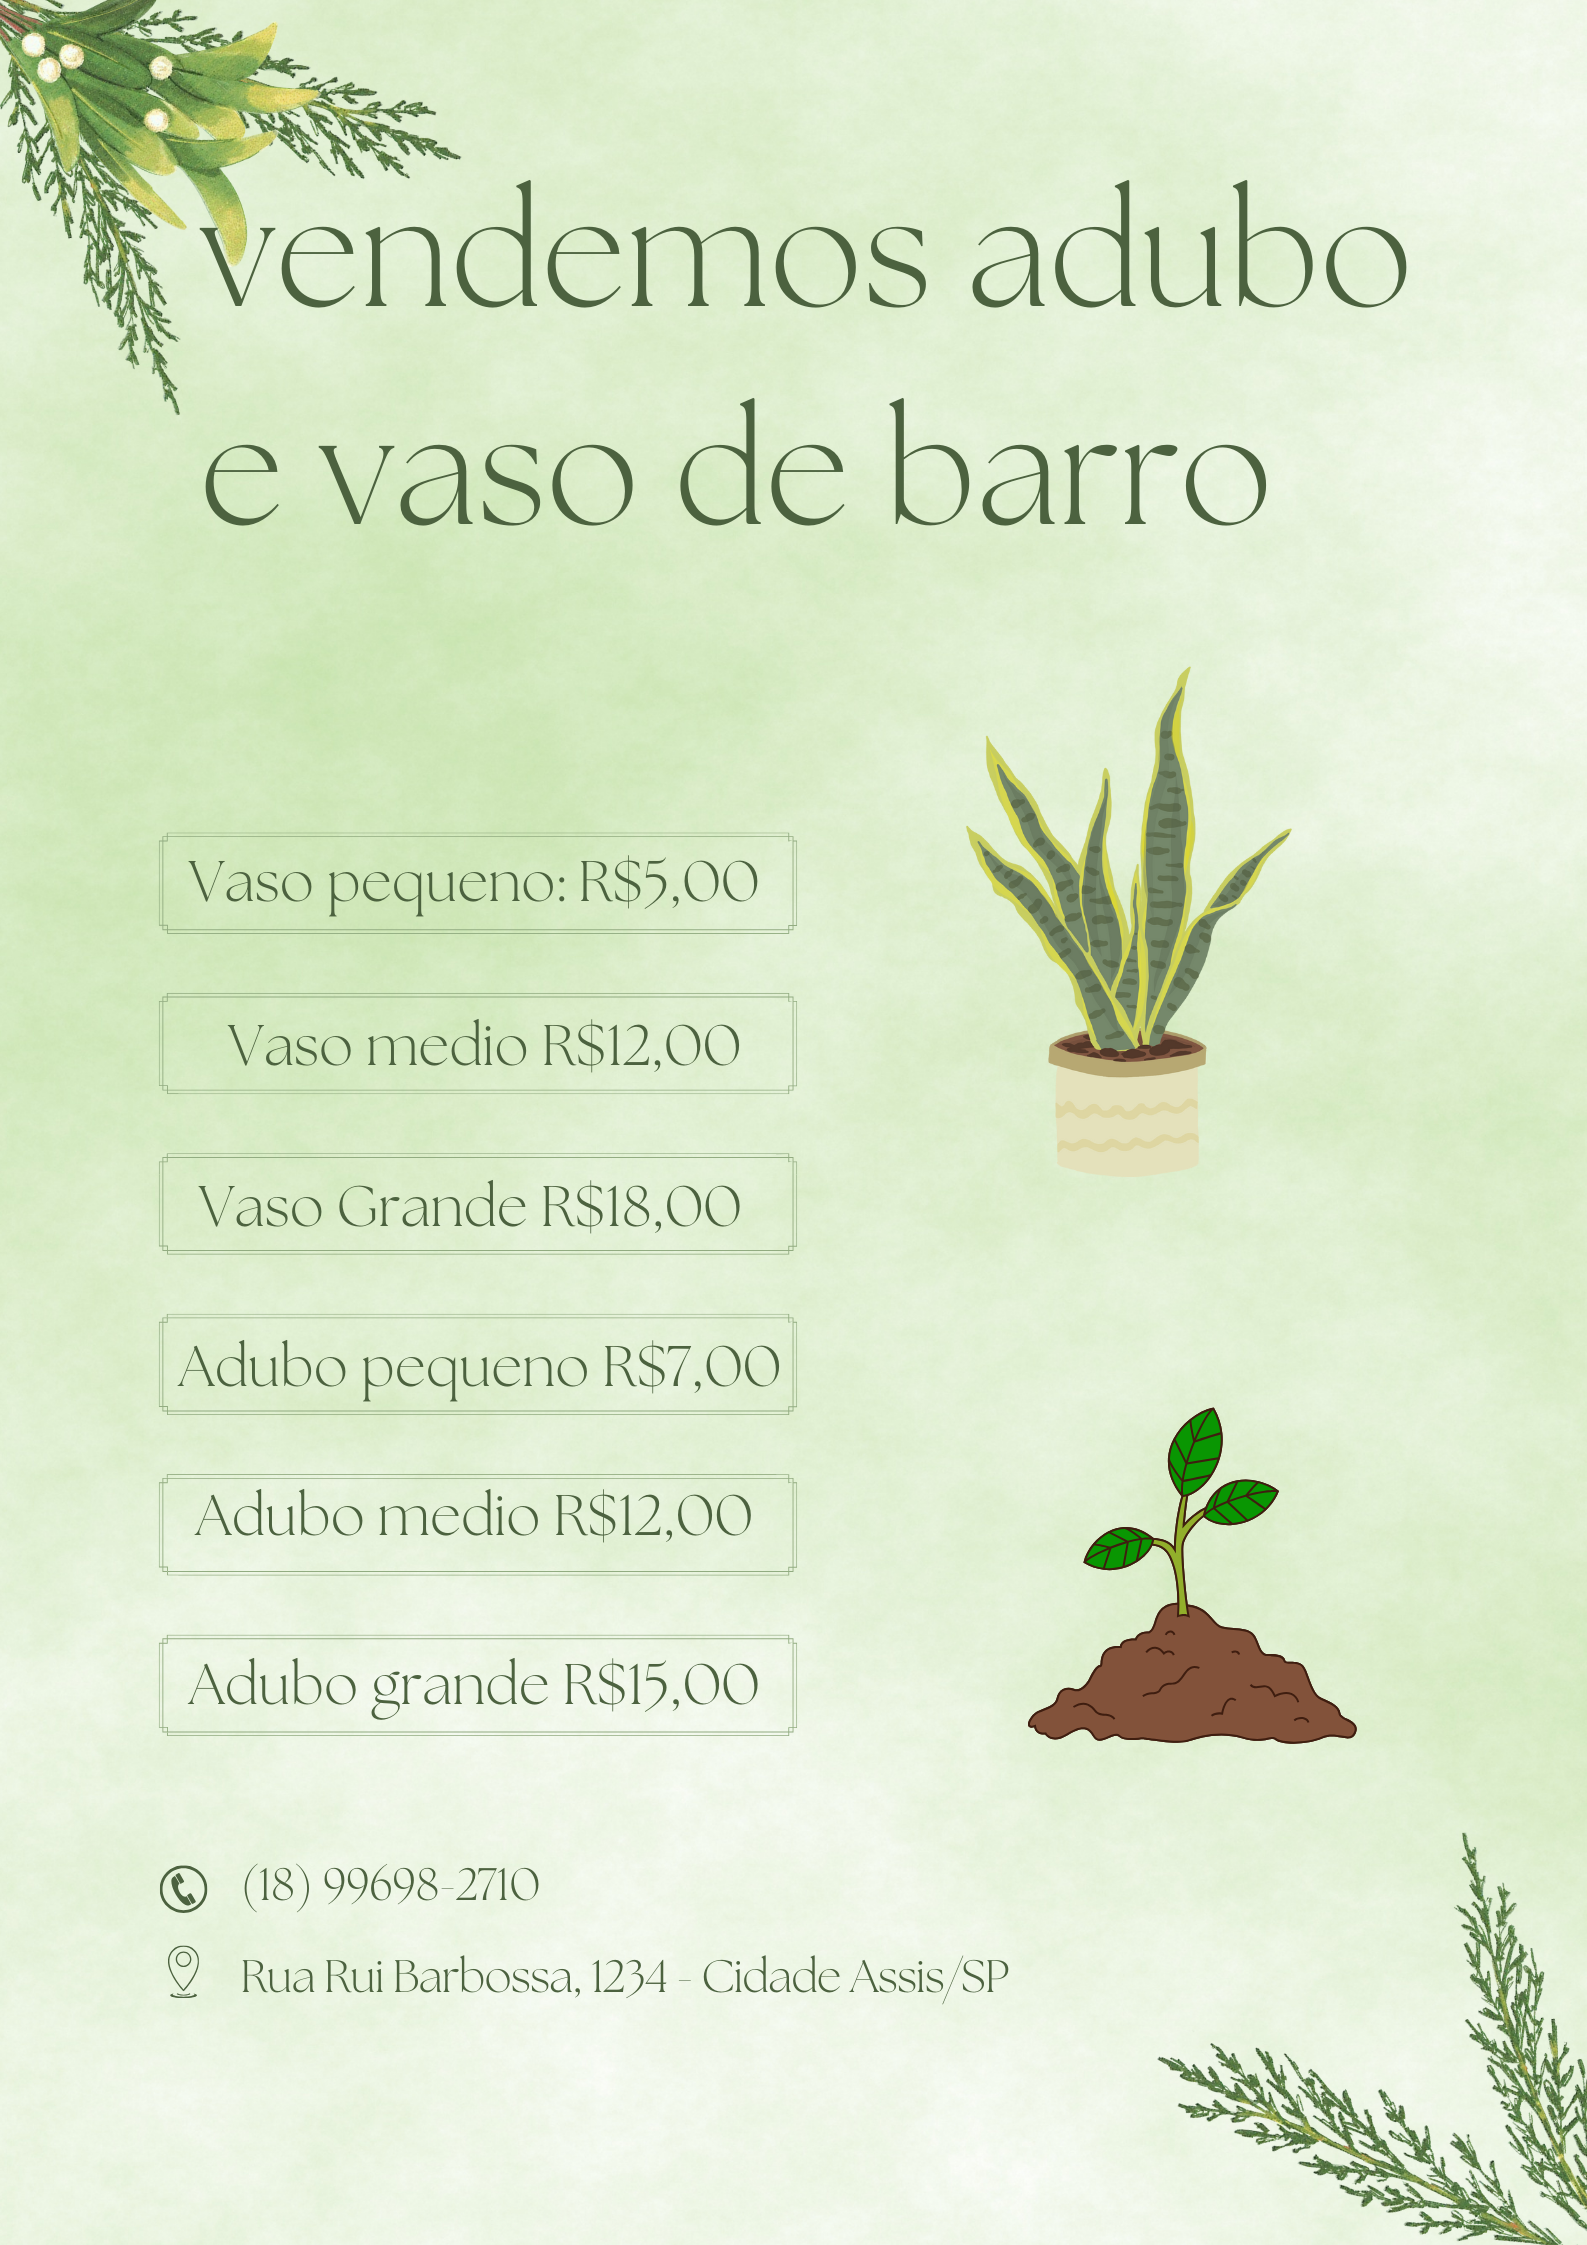 vendemos adubo
e vaso de barro
Vaso pequeno: R$5,00
Vaso medio R$12,00
Vaso Grande R$18,00
Adubo pequeno R$7,00
Adubo medio R$12,00
Adubo grande R$15,00
(18) 99698-2710
Rua Rui Barbossa, 1234 - Cidade Assis/SP